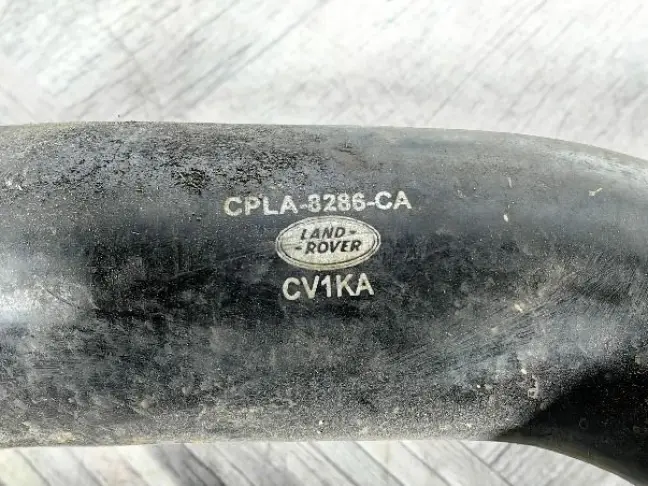 CPLA-8286-CA
LAND-
-ROVER
CV1KA